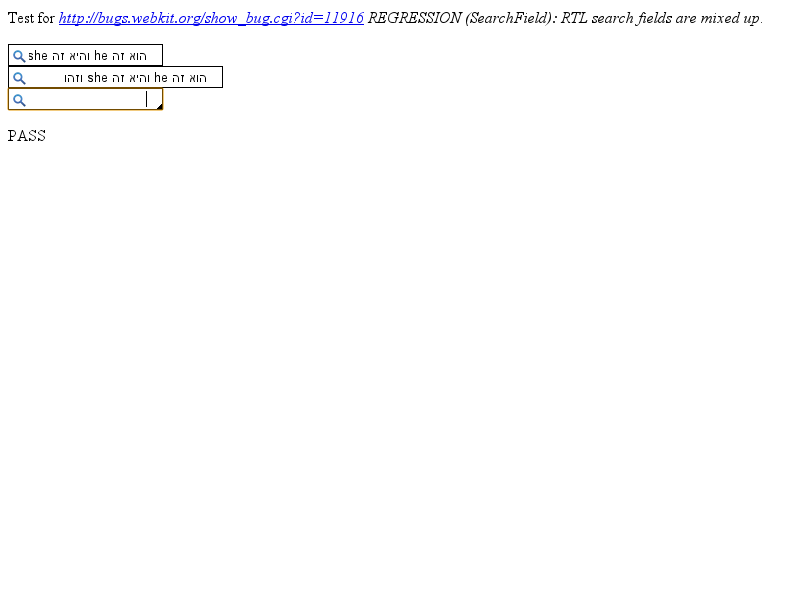 Test for http://bugs.webkit.org/show_bug.cgi?id=11916 REGRESSION (SearchField): RTL search fields are mixed up.
הוא זה he והיא זה she
הוא זה he והיא זה she וזהו
PASS